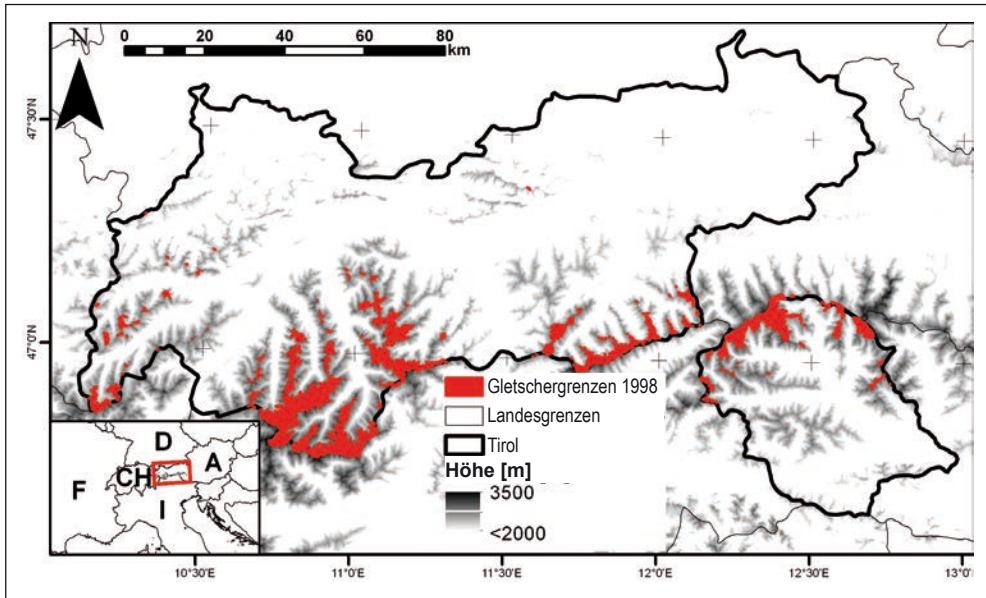 N
0 20 40 60 80
km
47°30'N
47°0'N
Gletschergrenzen 1998
Landesgrenzen
Tirol
Höhe [m]
3500
<2000
D
A
CH
F
I
10°30'E 11°0'E 11°30'E 12°0'E 12°30'E 13°0'E